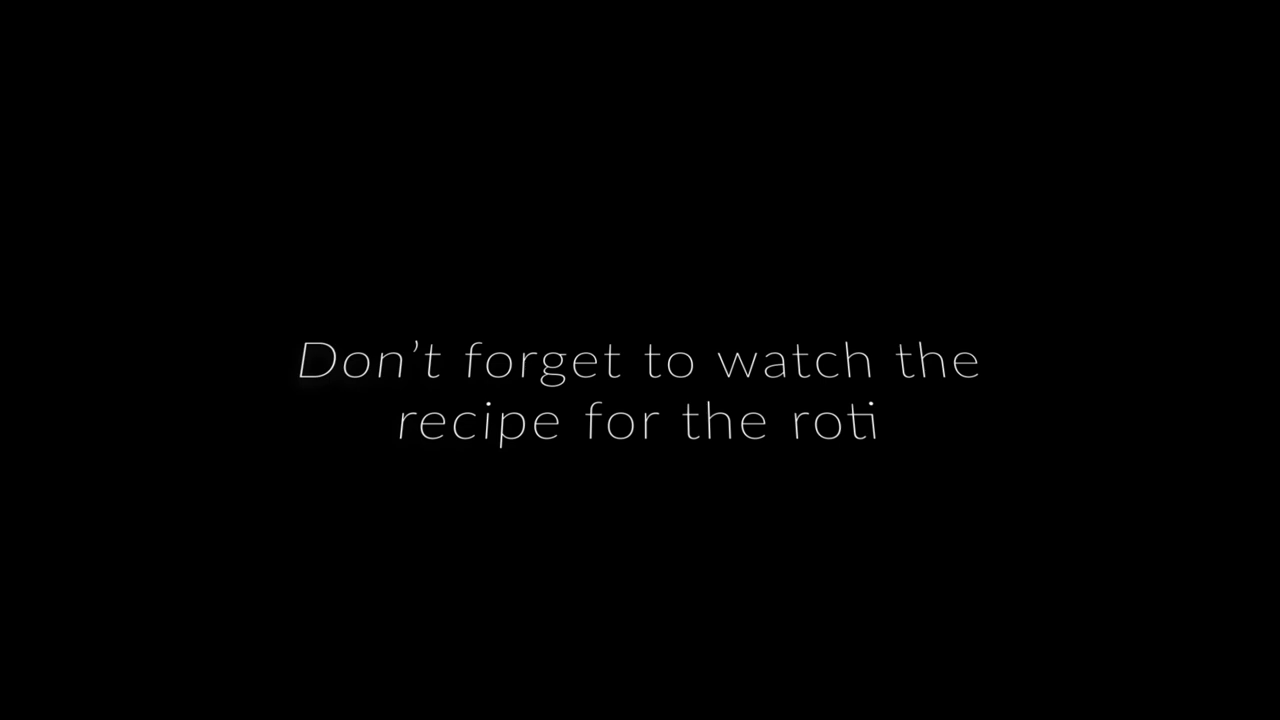 Don’t forget to watch the
recipe for the roti